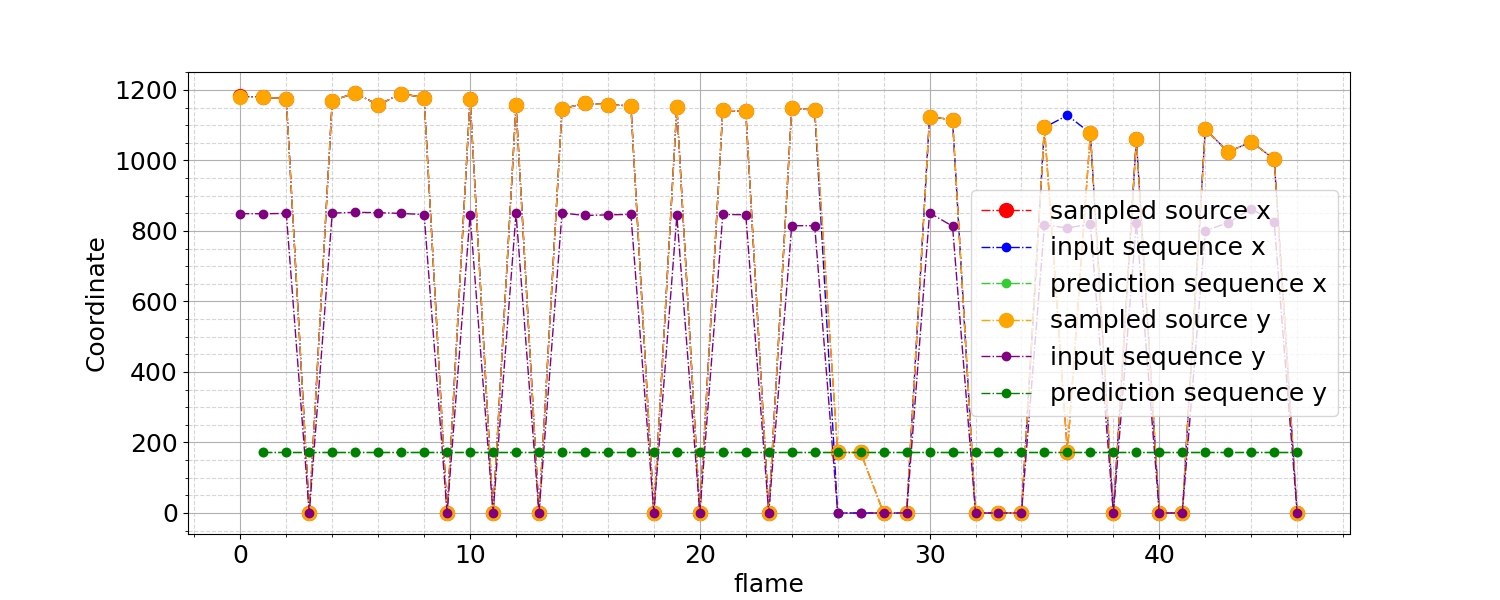 1200
1000
800
600
400
200
0
Coordinate
sampled source x
input sequence x
prediction sequence x
sampled source y
input sequence y
prediction sequence y
0 10 20 30 40
flame